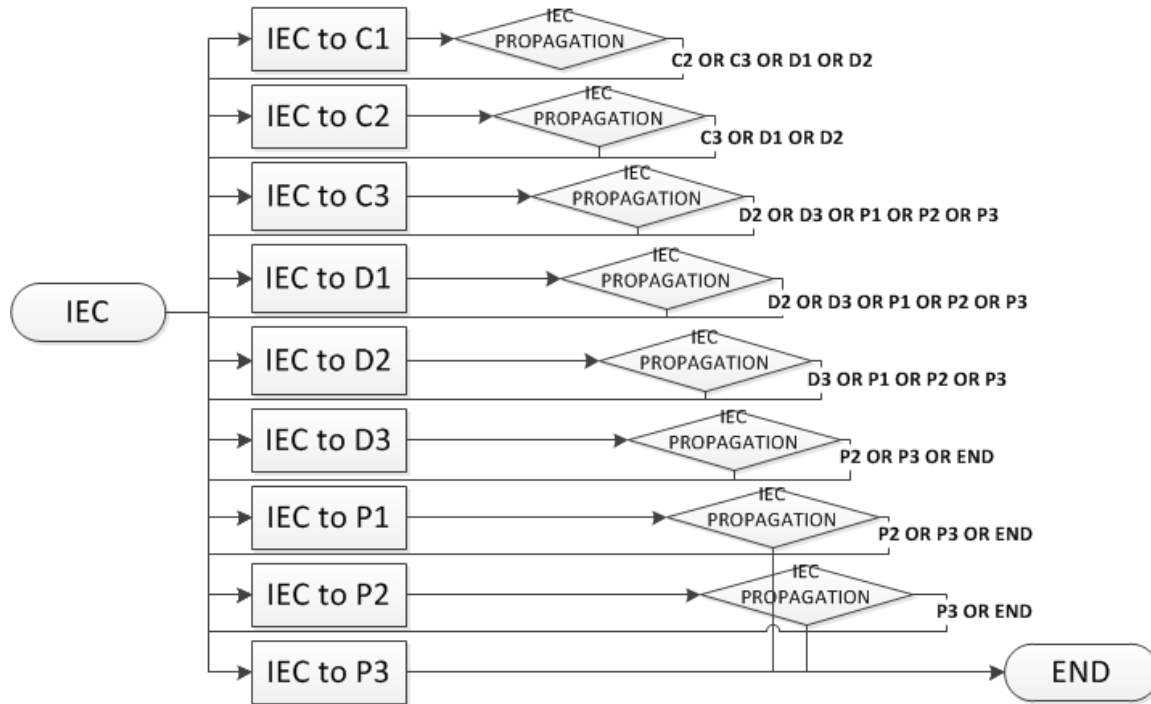 IEC to C1
IEC
PROPAGATION
C2 OR C3 OR D1 OR D2
IEC to C2
IEC
PROPAGATION
C3 OR D1 OR D2
IEC to C3
IEC
PROPAGATION
D2 OR D3 OR P1 OR P2 OR P3
IEC
IEC to D1
IEC
PROPAGATION
D2 OR D3 OR P1 OR P2 OR P3
IEC to D2
IEC
PROPAGATION
D3 OR P1 OR P2 OR P3
IEC to D3
IEC
PROPAGATION
P2 OR P3 OR END
IEC to P1
IEC
PROPAGATION
P2 OR P3 OR END
IEC to P2
IEC
PROPAGATION
P3 OR END
IEC to P3
END